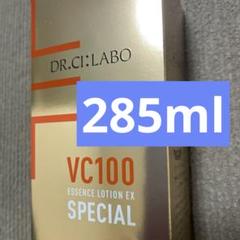 DR.CI:LABO
285ml
VC100
ESSENCE LOTION EX
SPECIAL